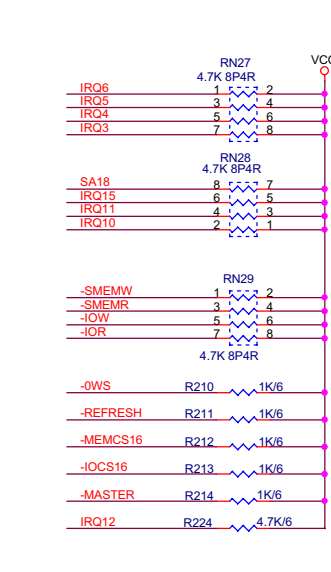 RN27
VCC
4.7K 8P4R
IRQ6 1 2
IRQ5 3 4
IRQ4 5 6
IRQ3 7 8
RN28
4.7K 8P4R
SA18 8 7
IRQ15 6 5
IRQ11 4 3
IRQ10 2 1
RN29
-SMEMW 1 2
-SMEMR 3 4
-IOW 5 6
-IOR 7 8
4.7K 8P4R
-0WS R210 1K/6
-REFRESH R211 1K/6
-MEMCS16 R212 1K/6
-IOCS16 R213 1K/6
-MASTER R214 1K/6
IRQ12 R224 4.7K/6